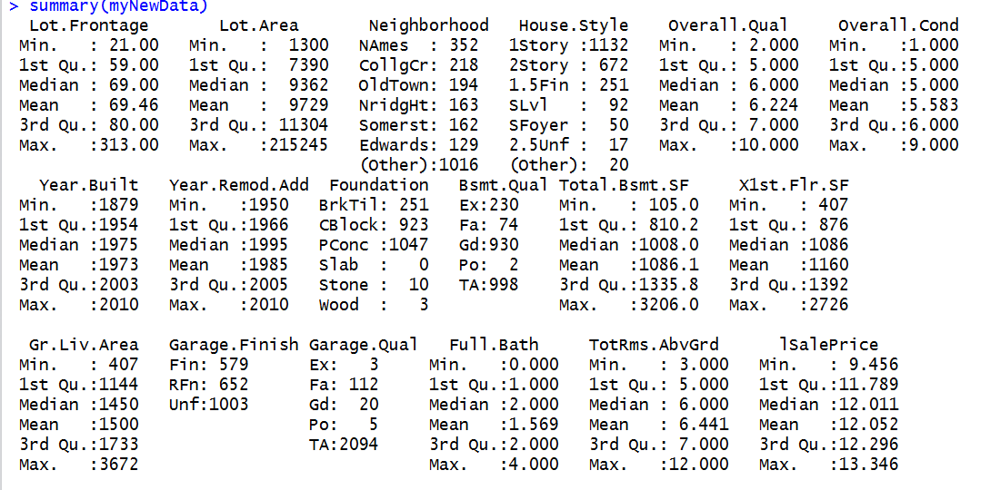 > summary(myNewData)
  Lot.Frontage       Lot.Area        Neighborhood    House.Style    Overall.Qual     Overall.Cond  
 Min.   : 21.00   Min.   :  1300   NAmes  : 352   1Story :1132   Min.   : 2.000   Min.   :1.000  
 1st Qu.: 59.00   1st Qu.:  7390   CollgCr: 218   2Story : 672   1st Qu.: 5.000   1st Qu.:5.000  
 Median : 69.00   Median :  9362   OldTown: 194   1.5Fin : 251   Median : 6.000   Median :5.000  
 Mean   : 69.46   Mean   :  9729   NridgHt: 163   SLvl   :  92   Mean   : 6.224   Mean   :5.583  
 3rd Qu.: 80.00   3rd Qu.: 11304   Somerst: 162   SFoyer :  50   3rd Qu.: 7.000   3rd Qu.:6.000  
 Max.   :313.00   Max.   :215245   Edwards: 129   2.5Unf :  17   Max.   :10.000   Max.   :9.000  
                                   (Other):1016   (Other):  20                                   
   Year.Built   Year.Remod.Add  Foundation   Bsmt.Qual Total.Bsmt.SF     X1st.Flr.SF  
 Min.   :1879   Min.   :1950   BrkTil: 251   Ex:230   Min.   : 105.0   Min.   : 407  
 1st Qu.:1954   1st Qu.:1966   CBlock: 923   Fa: 74   1st Qu.: 810.2   1st Qu.: 876  
 Median :1975   Median :1995   PConc :1047   Gd:930   Median :1008.0   Median :1086  
 Mean   :1973   Mean   :1985   Slab  :   0   Po:  2   Mean   :1086.1   Mean   :1160  
 3rd Qu.:2003   3rd Qu.:2005   Stone :  10   TA:998   3rd Qu.:1335.8   3rd Qu.:1392  
 Max.   :2010   Max.   :2010   Wood  :   3            Max.   :3206.0   Max.   :2726  
  Gr.Liv.Area   Garage.Finish Garage.Qual   Full.Bath     TotRms.AbvGrd      lSalePrice    
 Min.   : 407   Fin: 579      Ex:   3     Min.   :0.000   Min.   : 3.000   Min.   : 9.456  
 1st Qu.:1144   RFn: 652      Fa: 112     1st Qu.:1.000   1st Qu.: 5.000   1st Qu.:11.789  
 Median :1450   Unf:1003      Gd:  20     Median :2.000   Median : 6.000   Median :12.011  
 Mean   :1500                 Po:   5     Mean   :1.569   Mean   : 6.441   Mean   :12.052  
 3rd Qu.:1733                 TA:2094     3rd Qu.:2.000   3rd Qu.: 7.000   3rd Qu.:12.296  
 Max.   :3672                             Max.   :4.000   Max.   :12.000   Max.   :13.346